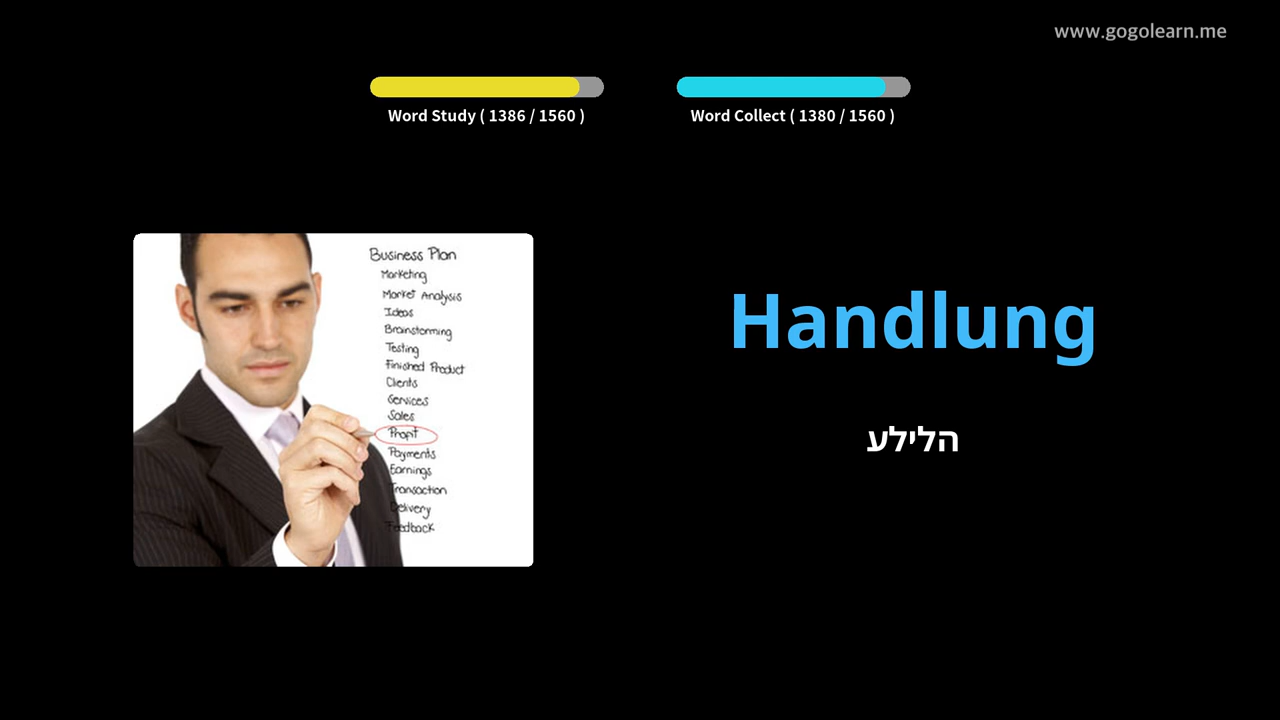 www.gogolearn.me
Word Study ( 1386 / 1560 )
Word Collect ( 1380 / 1560 )
Business Plan
Marketing
Market Analysis
Ideas
Brainstorming
Testing
Finished Product
Clients
Services
Sales
Profit
Payments
Earnings
Transaction
Delivery
Feedback
Handlung
הלילע